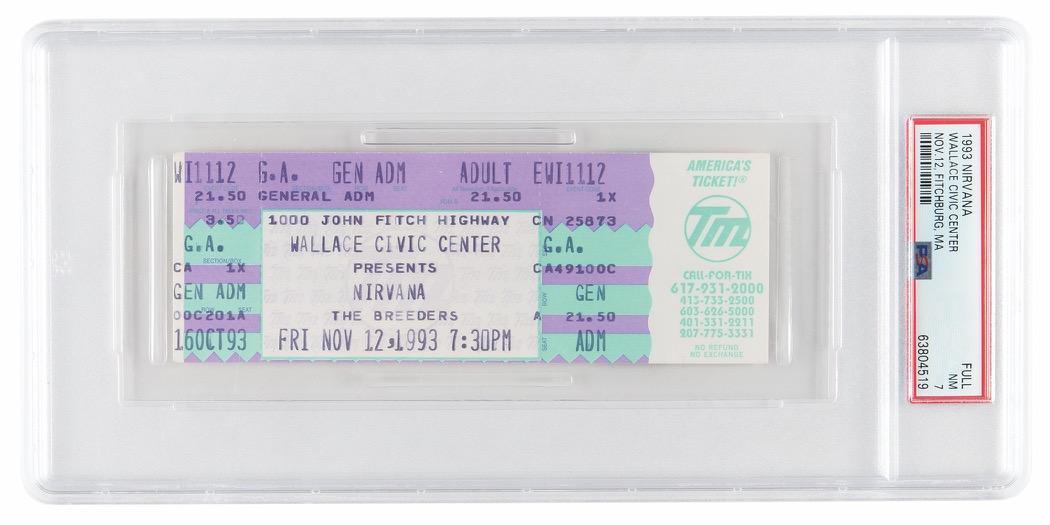 WI1112 G.A. GEN ADM ADULT EWI1112
21.50 GENERAL ADM 21.50 1X
3.50 1000 JOHN FITCH HIGHWAY CN 25873
G.A. WALLACE CIVIC CENTER G.A.
SECTION/BOX
CA 1X PRESENTS CA49100C
GEN ADM NIRVANA GEN
00C201A THE BREEDERS A 21.50
16OCT93 FRI NOV 12,1993 7:30PM ADM
AMERICA'S
TICKET!®
Tm
CALL-FOR-TIX
617-931-2000
413-733-2500
603-626-5000
401-331-2211
207-775-3331
NO REFUND
NO EXCHANGE
1993 NIRVANA
WALLACE CIVIC CENTER
NOV.12, FITCHBURG, MA
PSA
FULL
NM 7
63804519